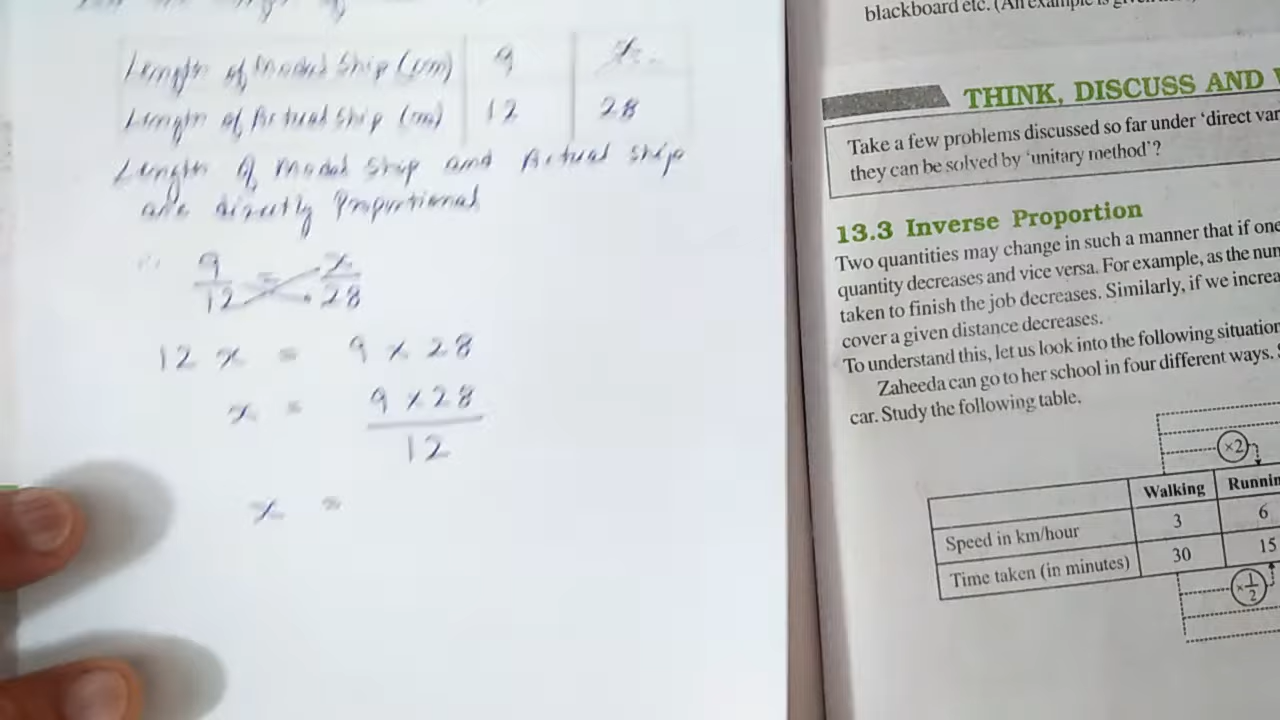 Length of Model Ship (cm) 9 x
Length of Actual Ship (m) 12 28
Length of Model Ship and Actual Ship
are directly Proportional
∴ 9/12 = x/28
12 x = 9 × 28
x = 9 × 28 / 12
x =
blackboard etc. (An example is
THINK, DISCUSS AND
Take a few problems discussed so far under ‘direct var
they can be solved by ‘unitary method’?
13.3 Inverse Proportion
Two quantities may change in such a manner that if one
quantity decreases and vice versa. For example, as the num
taken to finish the job decreases. Similarly, if we increa
cover a given distance decreases.
To understand this, let us look into the following situation
Zaheeda can go to her school in four different ways.
car. Study the following table.
×2
Walking Runnin
Speed in km/hour 3 6
Time taken (in minutes) 30 15
×1/2